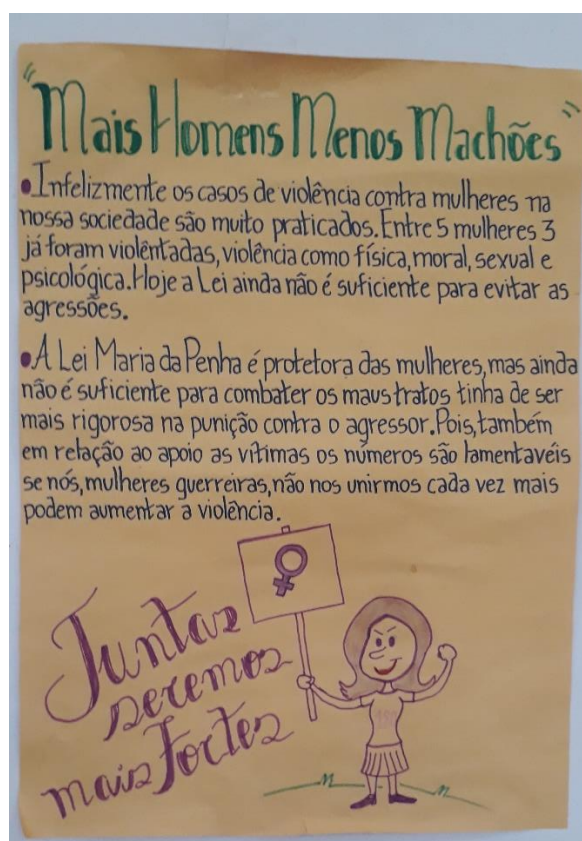 "Mais Homens Menos Machões"
•Infelizmente os casos de violência contra mulheres na
nossa sociedade são muito praticados. Entre 5 mulheres 3
já foram violêntadas, violência como física, moral, sexual e
psicológica. Hoje a Lei ainda não é suficiente para evitar as
agressões.
•A Lei Maria da Penha é protetora das mulheres, mas ainda
não é suficiente para combater os maus tratos tinha de ser
mais rigorosa na punição contra o agressor. Pois, também
em relação ao apoio as vítimas os números são lamentavéis
se nós, mulheres guerreiras, não nos unirmos cada vez mais
podem aumentar a violência.
Juntas
seremos
mais Fortes